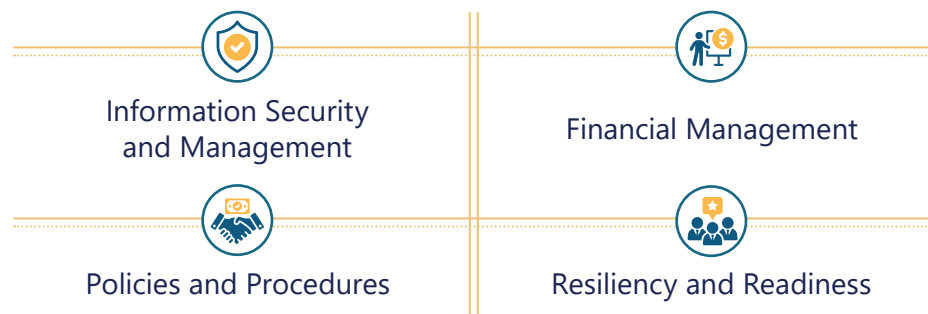 Information Security
and Management
Financial Management
Policies and Procedures
Resiliency and Readiness